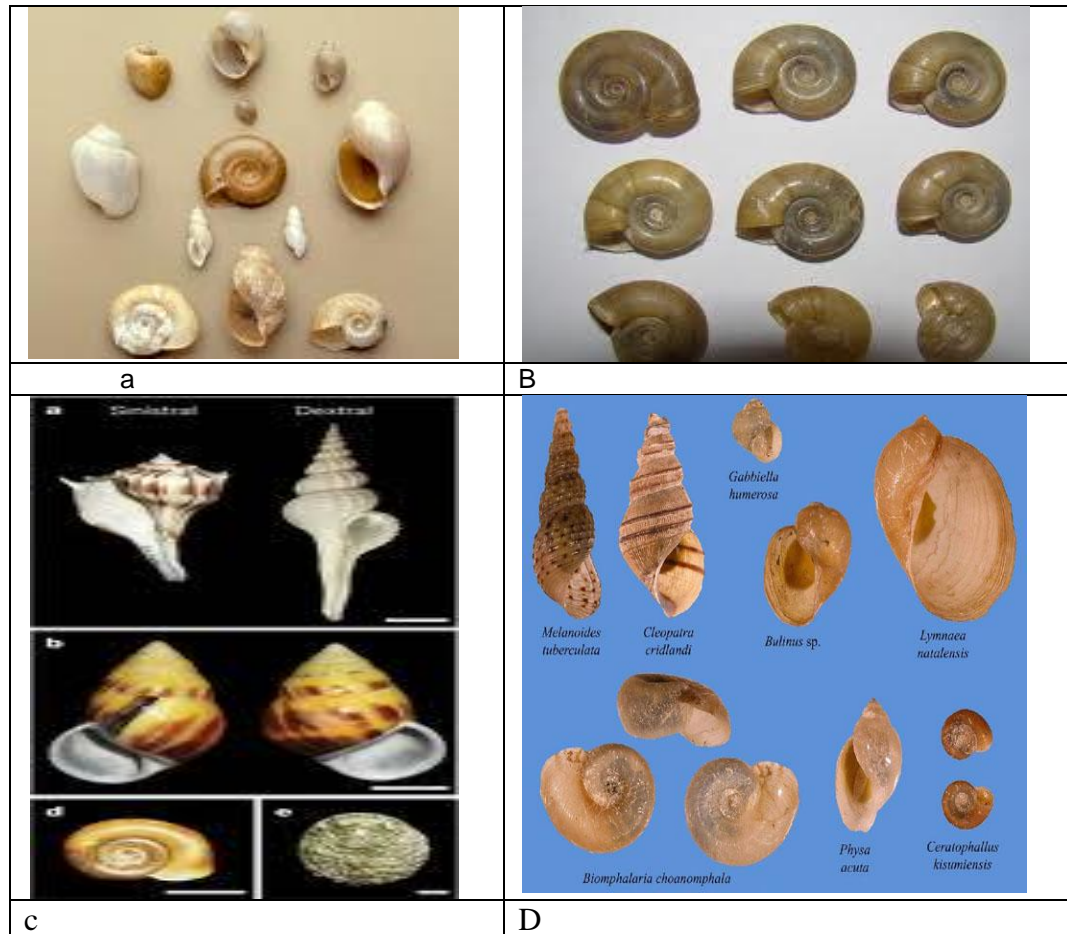 a
B
a
Sinistral Dextral
b
d
e
c
Gabbiella
humerosa
Melanoides
tuberculata
Cleopatra
cridlandi
Bulinus sp.
Lymnaea
natalensis
Biomphalaria choanomphala
Physa
acuta
Ceratophallus
kisumiensis
D